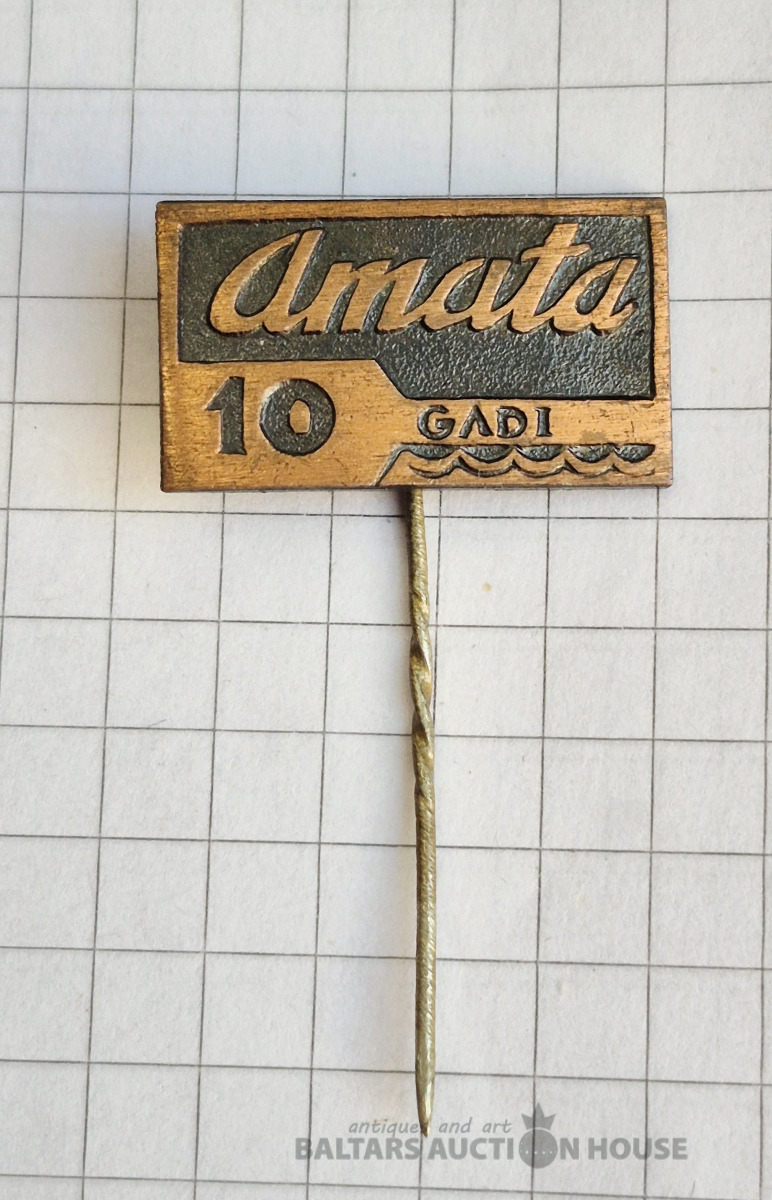 Amata
10 GADI
antiques and art
BALTARS AUCTION HOUSE